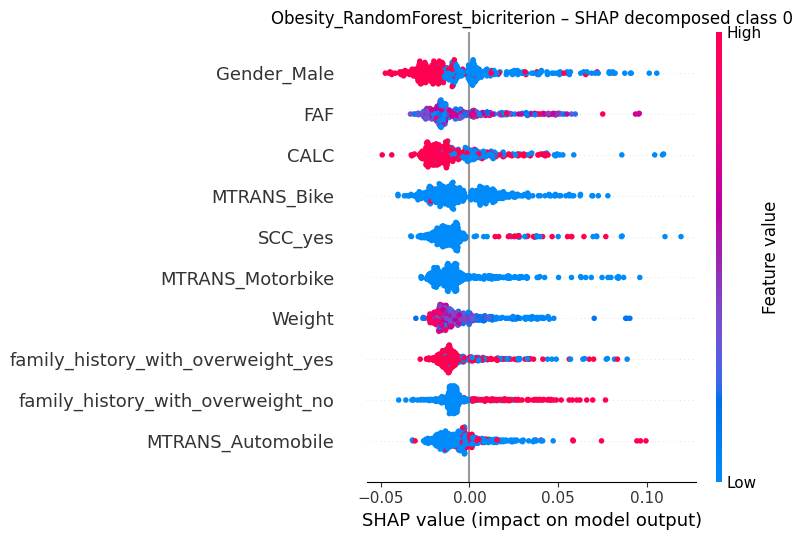 Obesity_RandomForest_bicriterion – SHAP decomposed class 0
High
Gender_Male
FAF
CALC
MTRANS_Bike
SCC_yes
MTRANS_Motorbike
Weight
family_history_with_overweight_yes
family_history_with_overweight_no
MTRANS_Automobile
Feature value
Low
−0.05 0.00 0.05 0.10
SHAP value (impact on model output)